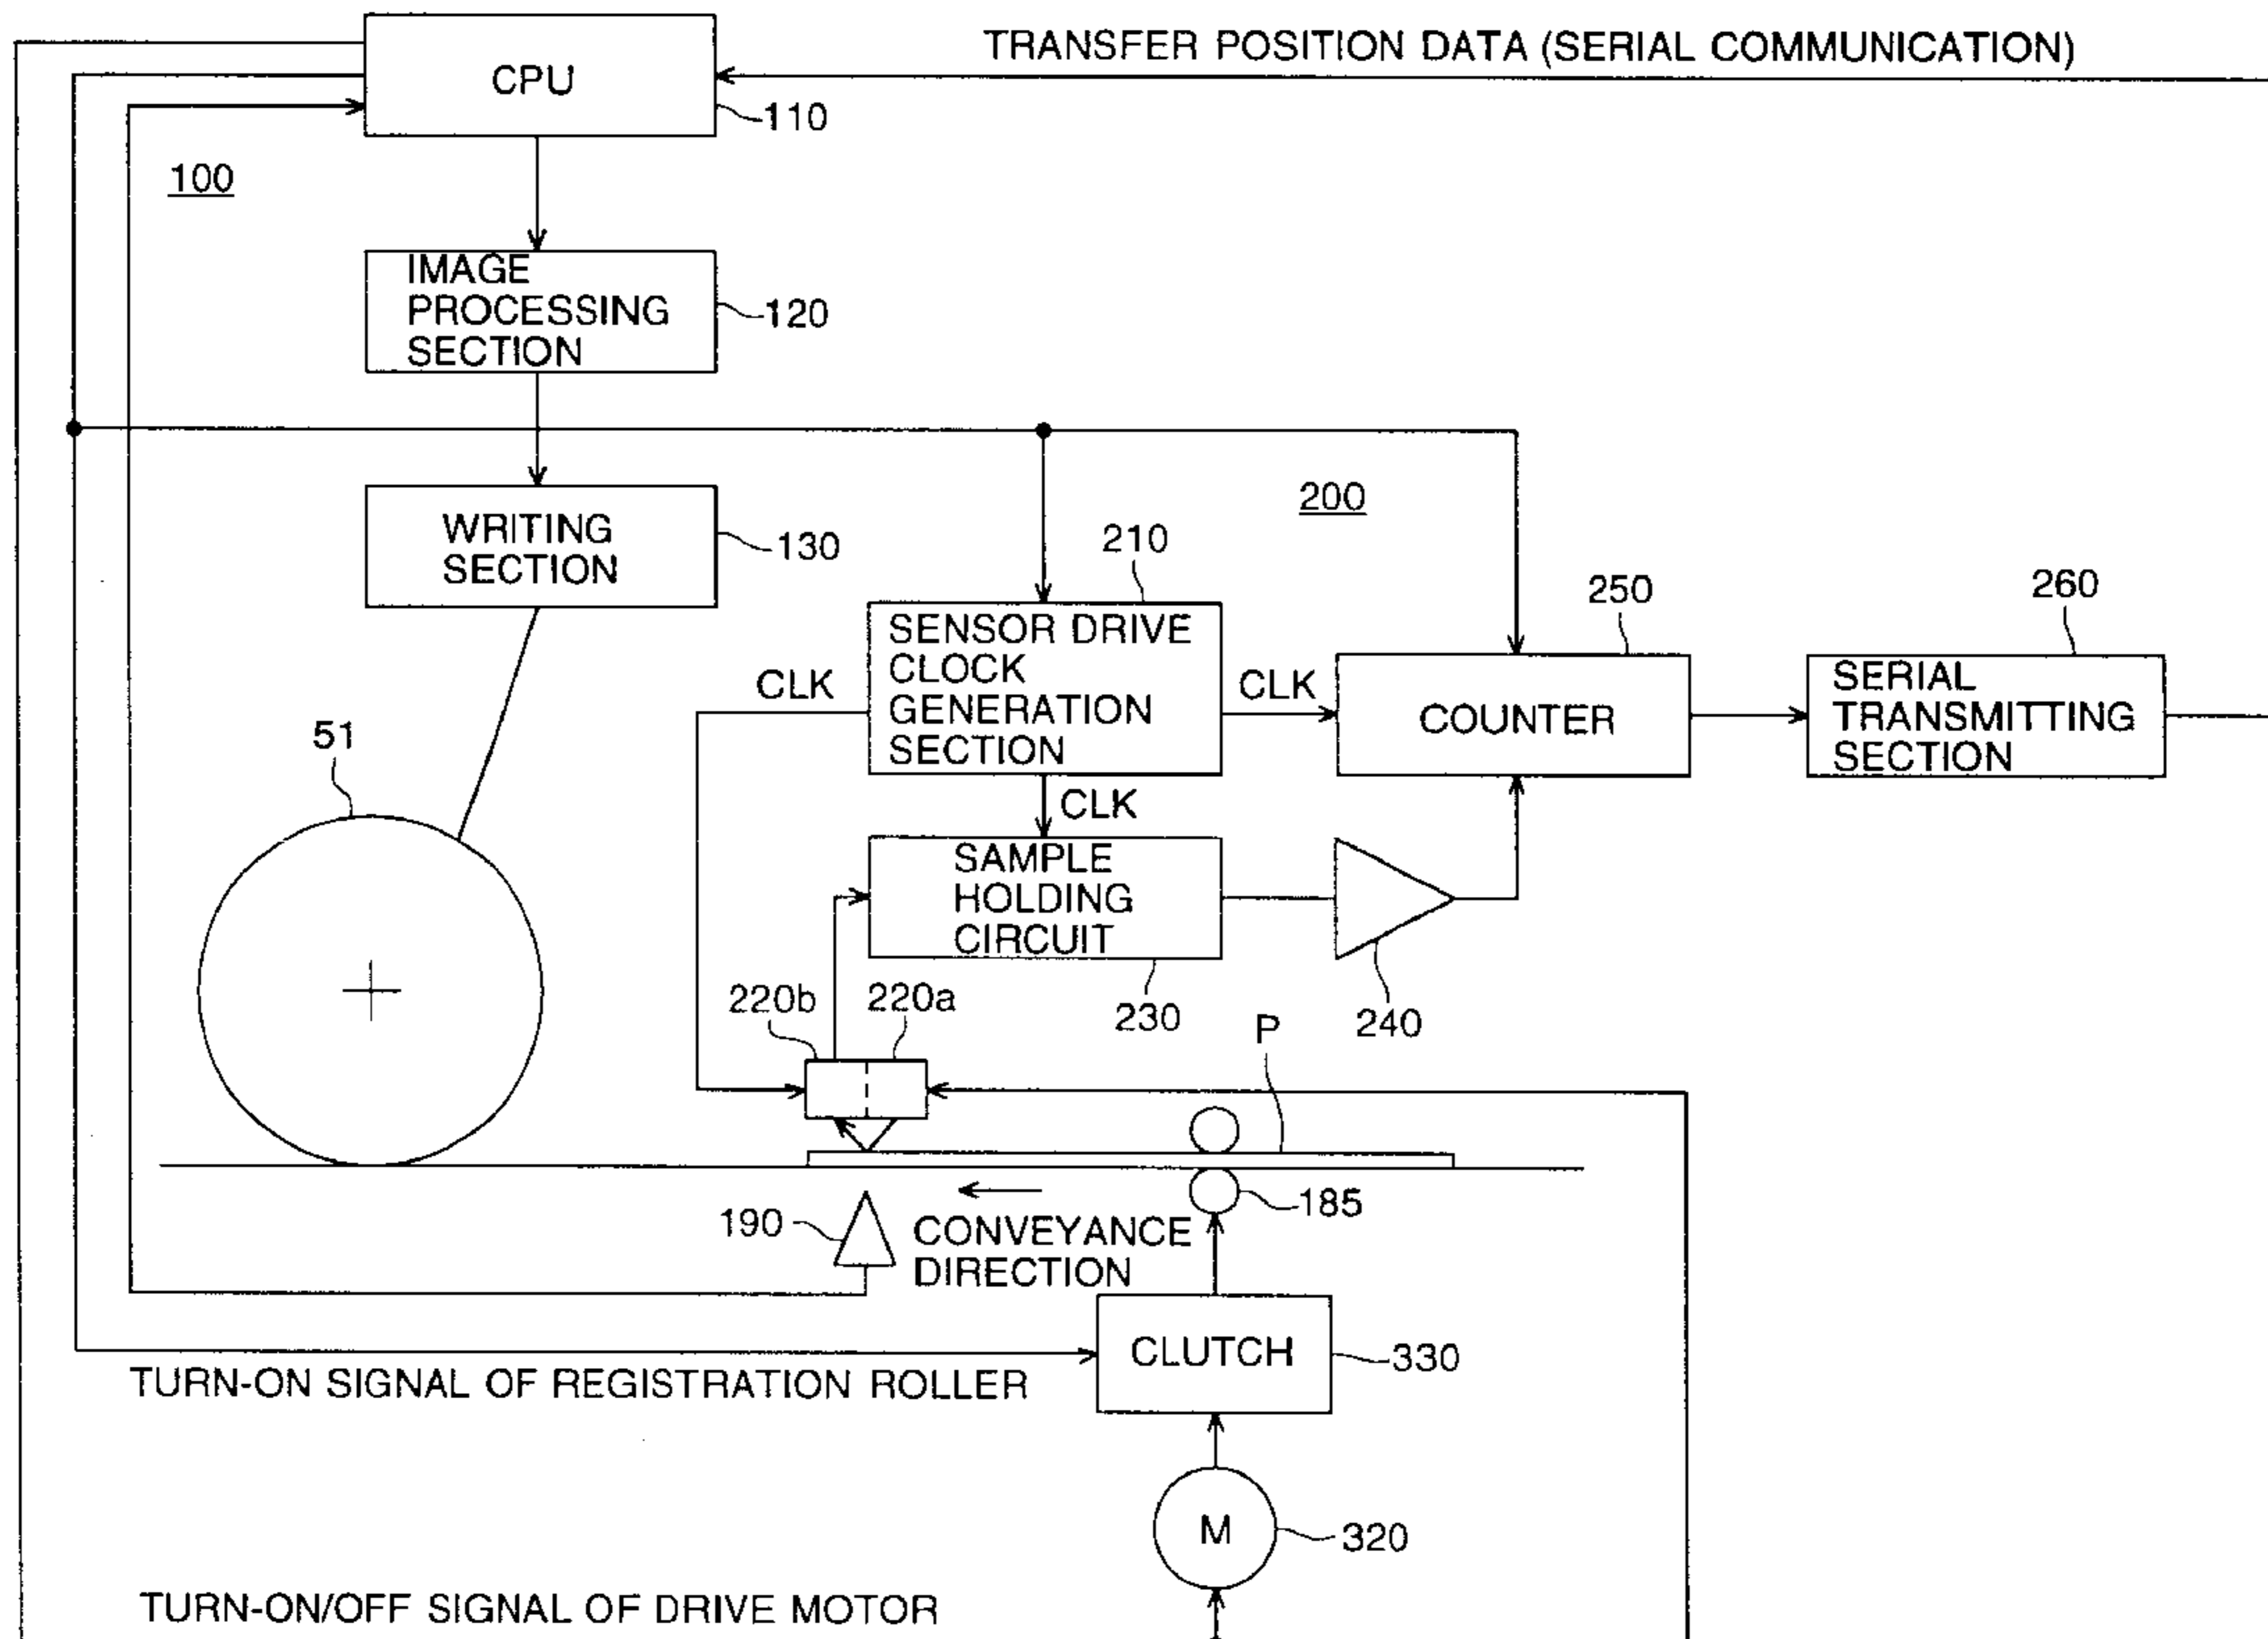 TRANSFER POSITION DATA (SERIAL COMMUNICATION)
CPU
110
100
IMAGE
PROCESSING
SECTION
120
WRITING
SECTION
130
200
210
250
260
SENSOR DRIVE
CLOCK
GENERATION
SECTION
CLK
CLK
COUNTER
SERIAL
TRANSMITTING
SECTION
51
CLK
SAMPLE
HOLDING
CIRCUIT
220b
220a
230
240
P
185
190
CONVEYANCE
DIRECTION
CLUTCH
330
TURN-ON SIGNAL OF REGISTRATION ROLLER
M
320
TURN-ON/OFF SIGNAL OF DRIVE MOTOR